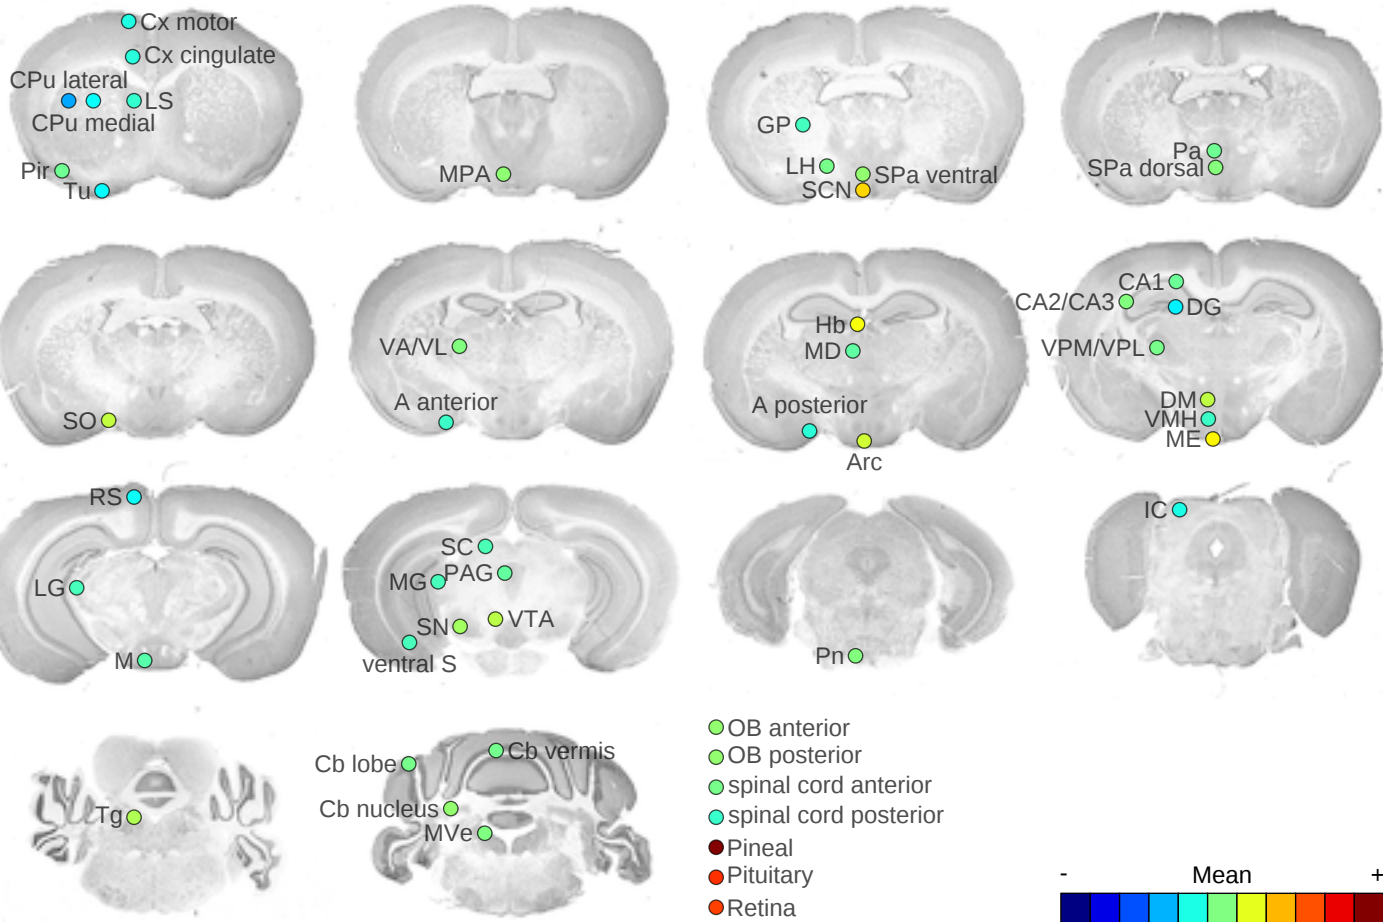 Cx motor
Cx cingulate
CPu lateral
LS
CPu medial
Pir
Tu
MPA
GP
LH
SPa ventral
SCN
Pa
SPa dorsal
SO
VA/VL
A anterior
Hb
MD
A posterior
Arc
CA1
CA2/CA3
DG
VPM/VPL
DM
VMH
ME
RS
LG
M
SC
MG
PAG
SN
VTA
ventral S
Pn
IC
Tg
Cb lobe
Cb vermis
Cb nucleus
MVe
OB anterior
OB posterior
spinal cord anterior
spinal cord posterior
Pineal
Pituitary
Retina
- Mean +